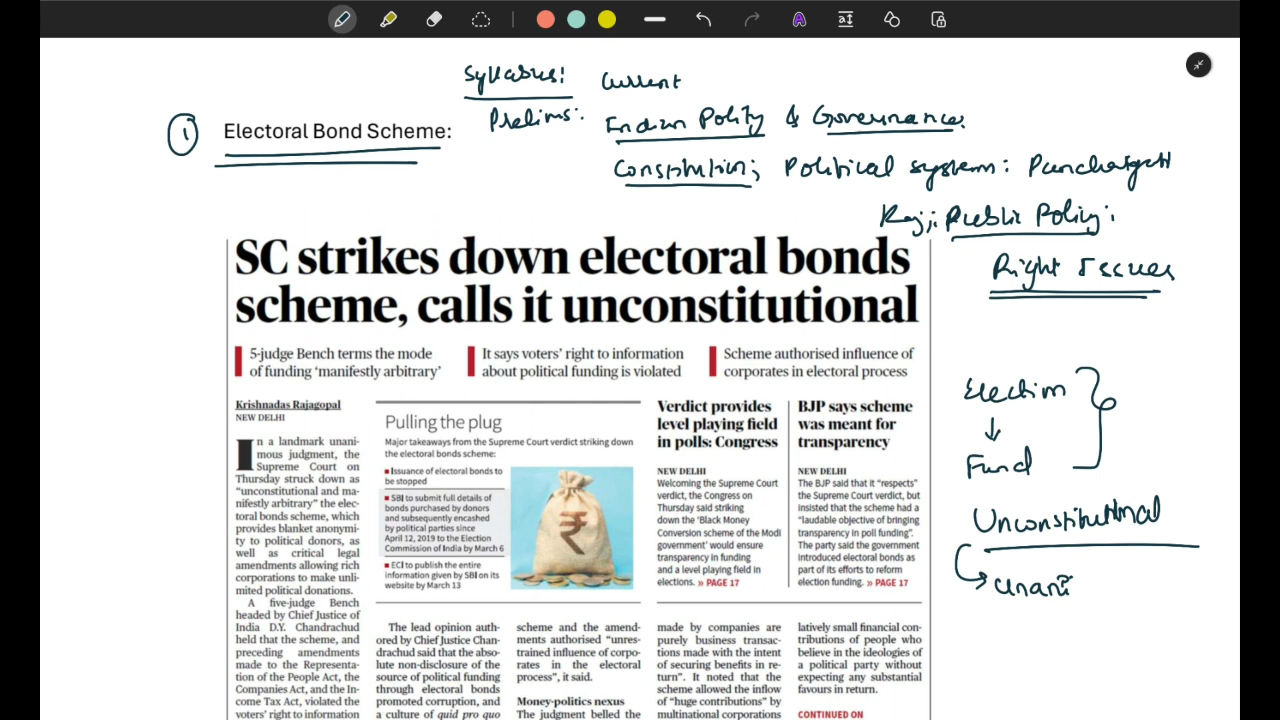 Syllabus: Current
Prelims: Indian Polity & Governance.
Constitution; Political system: Panchayati
Raj; Public Policy;
Right Issues
1 Electoral Bond Scheme:
SC strikes down electoral bonds
scheme, calls it unconstitutional
5-judge Bench terms the mode
of funding ‘manifestly arbitrary’
It says voters’ right to information
about political funding is violated
Scheme authorised influence of
corporates in electoral process
Krishnadas Rajagopal
NEW DELHI
In a landmark unani-
mous judgment, the
Supreme Court on
Thursday struck down as
“unconstitutional and ma-
nifestly arbitrary” the elec-
toral bonds scheme, which
provides blanket anonymi-
ty to political donors, as
well as critical legal
amendments allowing rich
corporations to make unli-
mited political donations.
A five-judge Bench
headed by Chief Justice of
India D.Y. Chandrachud
held that the scheme, and
preceding amendments
made to the Representa-
tion of the People Act, the
Companies Act, and the In-
come Tax Act, violated the
voters’ right to information
Pulling the plug
Major takeaways from the Supreme Court verdict striking down
the electoral bonds scheme:
Issuance of electoral bonds to
be stopped
SBI to submit full details of
bonds purchased by donors
and subsequently encashed
by political parties since
April 12, 2019 to the Election
Commission of India by March 6
ECI to publish the entire
information given by SBI on its
website by March 13
The lead opinion auth-
ored by Chief Justice Chan-
drachud said that the abso-
lute non-disclosure of the
source of political funding
through electoral bonds
promoted corruption, and
a culture of quid pro quo
scheme and the amend-
ments authorised “unres-
trained influence of corpo-
rates in the electoral
process”, it said.
Money-politics nexus
The judgment belled the
Verdict provides
level playing field
in polls: Congress
NEW DELHI
Welcoming the Supreme Court
verdict, the Congress on
Thursday said striking
down the ‘Black Money
Conversion scheme of the Modi
government’ would ensure
transparency in funding
and a level playing field in
elections. » PAGE 17
made by companies are
purely business transac-
tions made with the intent
of securing benefits in re-
turn”. It noted that the
scheme allowed the inflow
of “huge contributions” by
multinational corporations
BJP says scheme
was meant for
transparency
NEW DELHI
The BJP said that it “respects”
the Supreme Court verdict, but
insisted that the scheme had a
“laudable objective of bringing
transparency in poll funding”.
The party said the government
introduced electoral bonds as
part of its efforts to reform
election funding. » PAGE 17
latively small financial con-
tributions of people who
believe in the ideologies of
a political party without
expecting any substantial
favours in return.
CONTINUED ON
Election
Fund
Unconstitutional